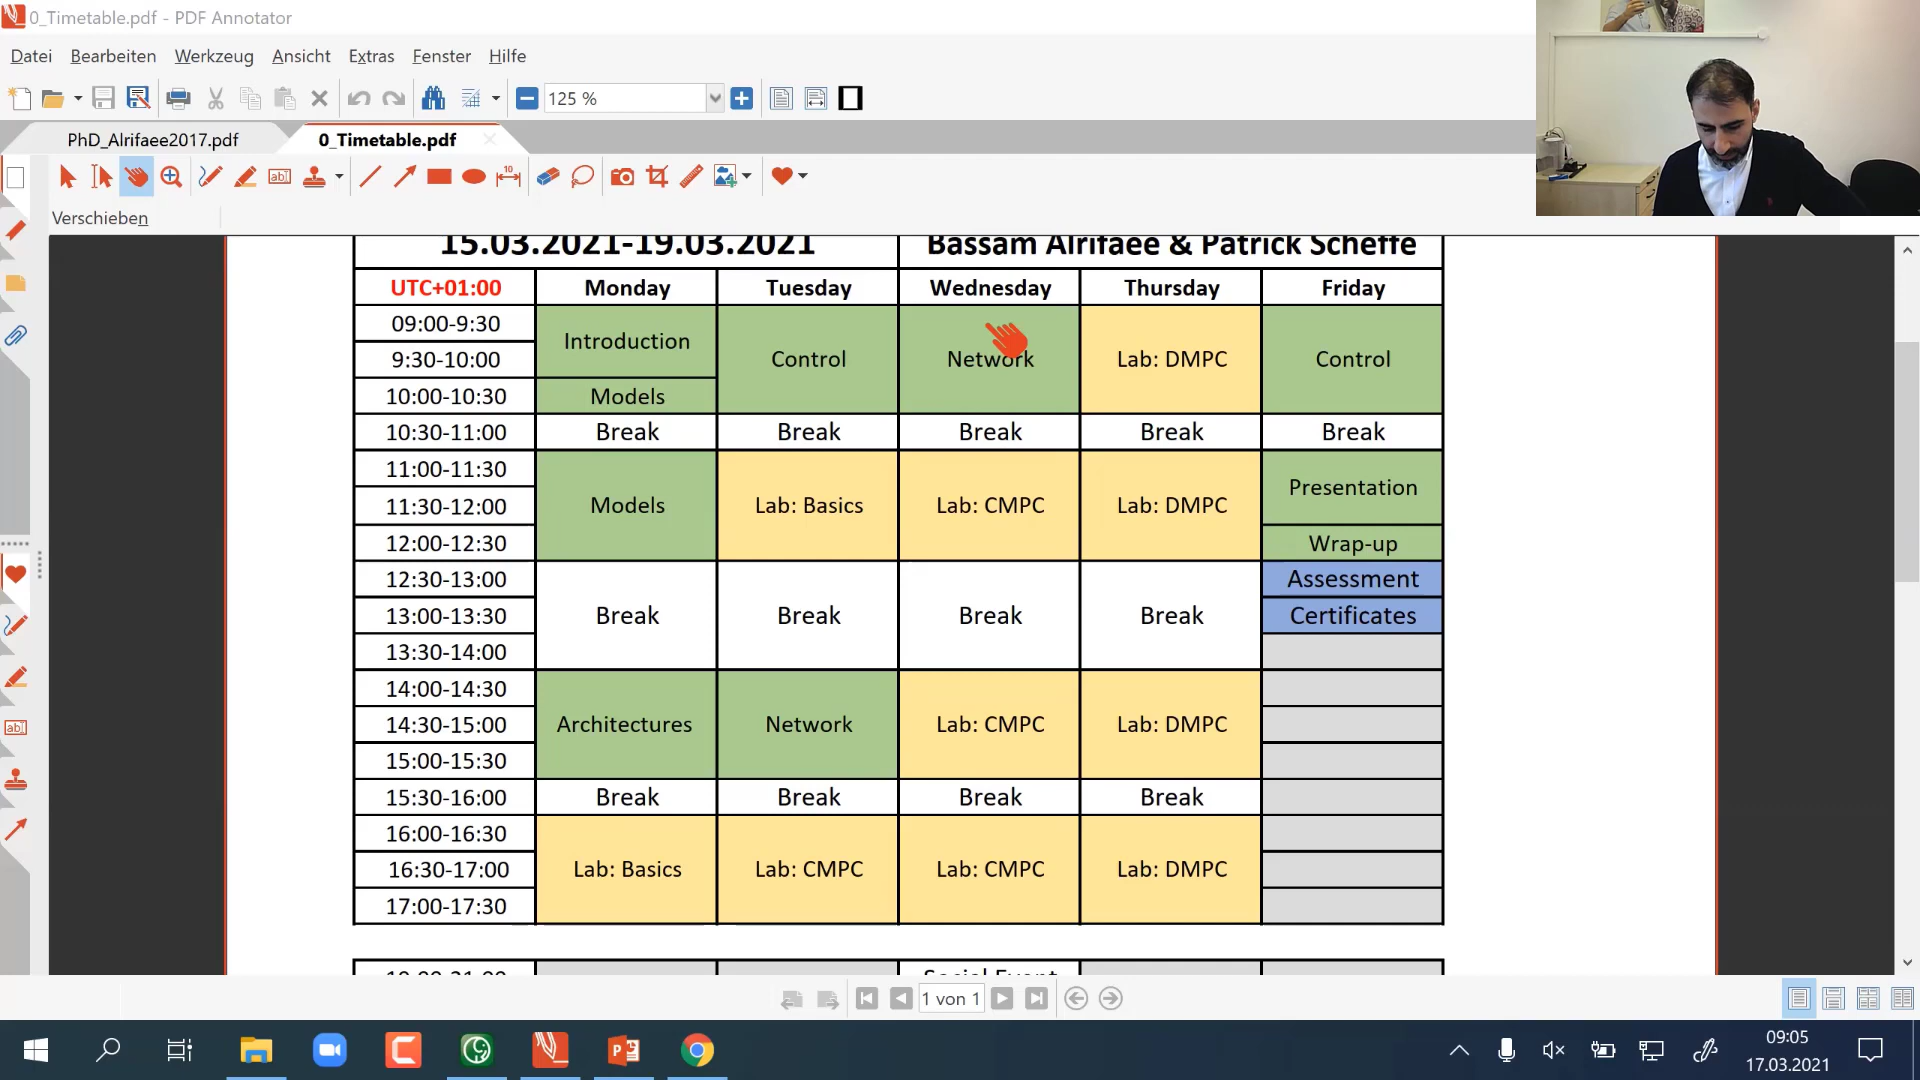 0_Timetable.pdf - PDF Annotator
Datei Bearbeiten Werkzeug Ansicht Extras Fenster Hilfe
125 %
PhD_Alrifaee2017.pdf 0_Timetable.pdf
Verschieben
15.03.2021-19.03.2021 Bassam Alrifaee & Patrick Scheffe
UTC+01:00 Monday Tuesday Wednesday Thursday Friday
09:00-9:30
Introduction
9:30-10:00 Control Network Lab: DMPC Control
10:00-10:30 Models
10:30-11:00 Break Break Break Break Break
11:00-11:30
Presentation
11:30-12:00 Models Lab: Basics Lab: CMPC Lab: DMPC
12:00-12:30 Wrap-up
12:30-13:00 Assessment
13:00-13:30 Break Break Break Break Certificates
13:30-14:00
14:00-14:30
14:30-15:00 Architectures Network Lab: CMPC Lab: DMPC
15:00-15:30
15:30-16:00 Break Break Break Break
16:00-16:30
16:30-17:00 Lab: Basics Lab: CMPC Lab: CMPC Lab: DMPC
17:00-17:30
Social Event
1 von 1
09:05
17.03.2021